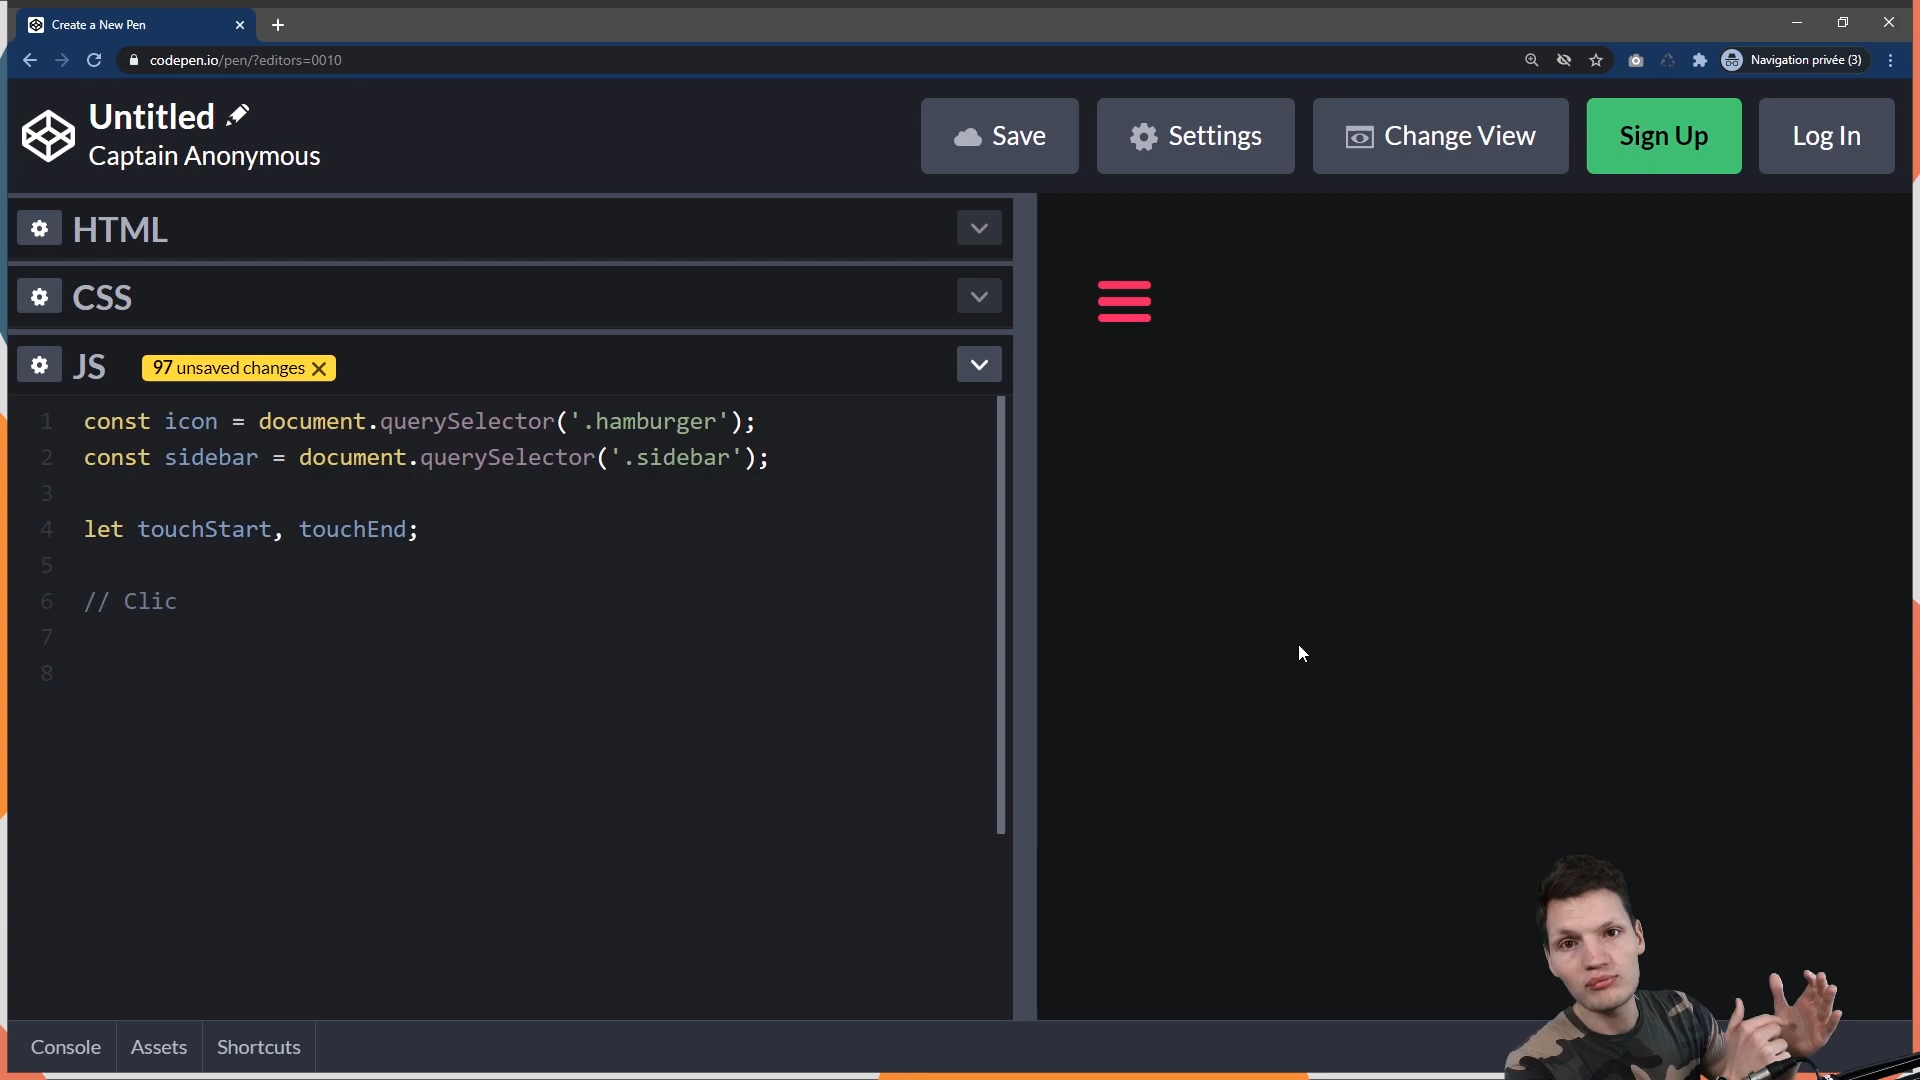 Create a New Pen
codepen.io/pen/?editors=0010
Navigation privée (3)
Untitled
Captain Anonymous
Save
Settings
Change View
Sign Up
Log In
HTML
CSS
JS
97 unsaved changes
1 const icon = document.querySelector('.hamburger');
2 const sidebar = document.querySelector('.sidebar');
3
4 let touchStart, touchEnd;
5
6 // Clic
7
8
Console
Assets
Shortcuts